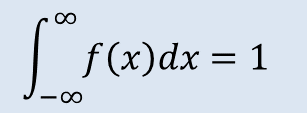 ∫_{-∞}^{∞} f(x)dx = 1